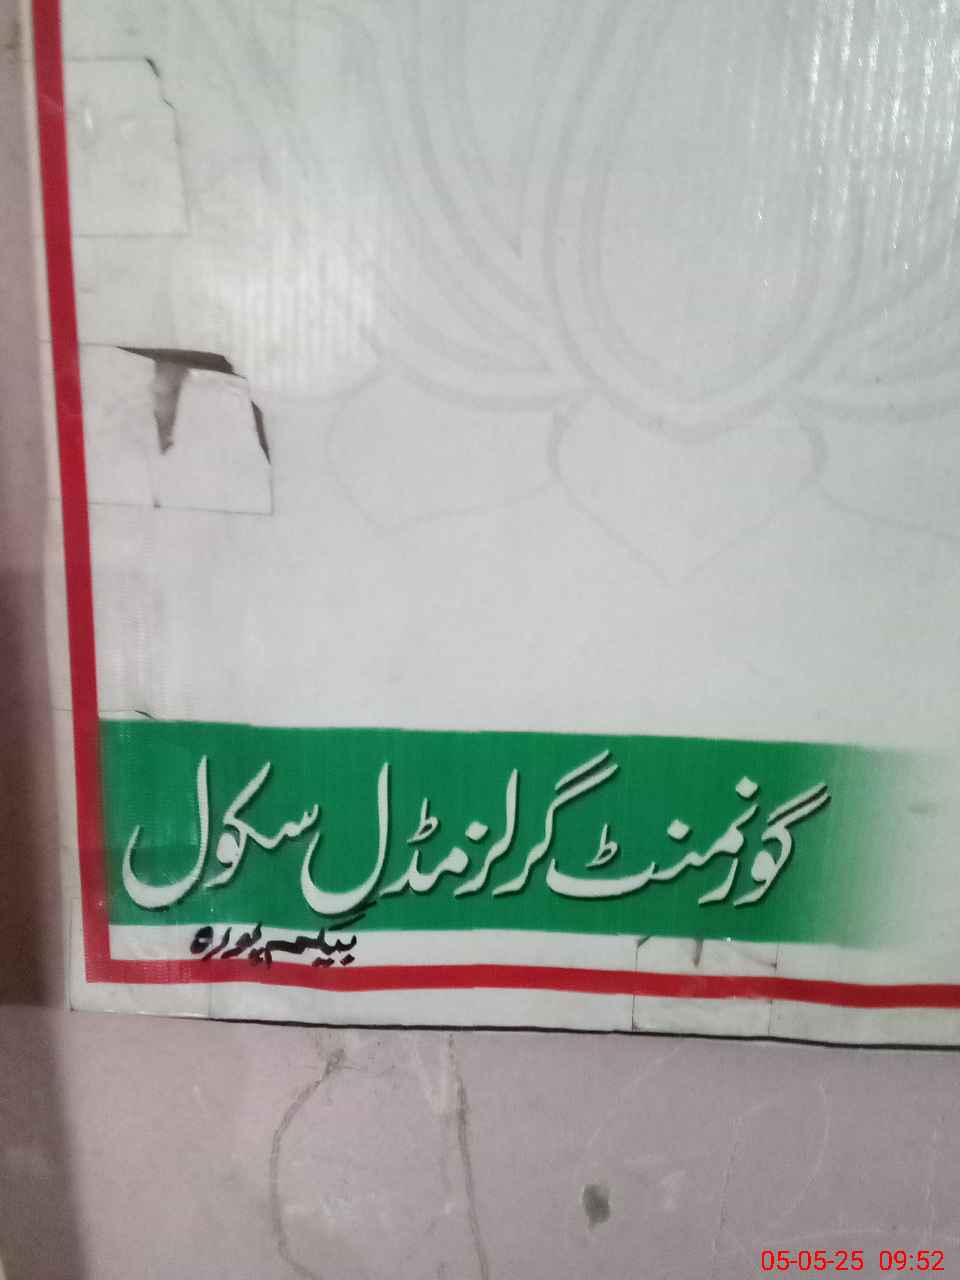 گورنمنٹ گرلز مڈل سکول
بیگم پورہ
05-05-25 09:52